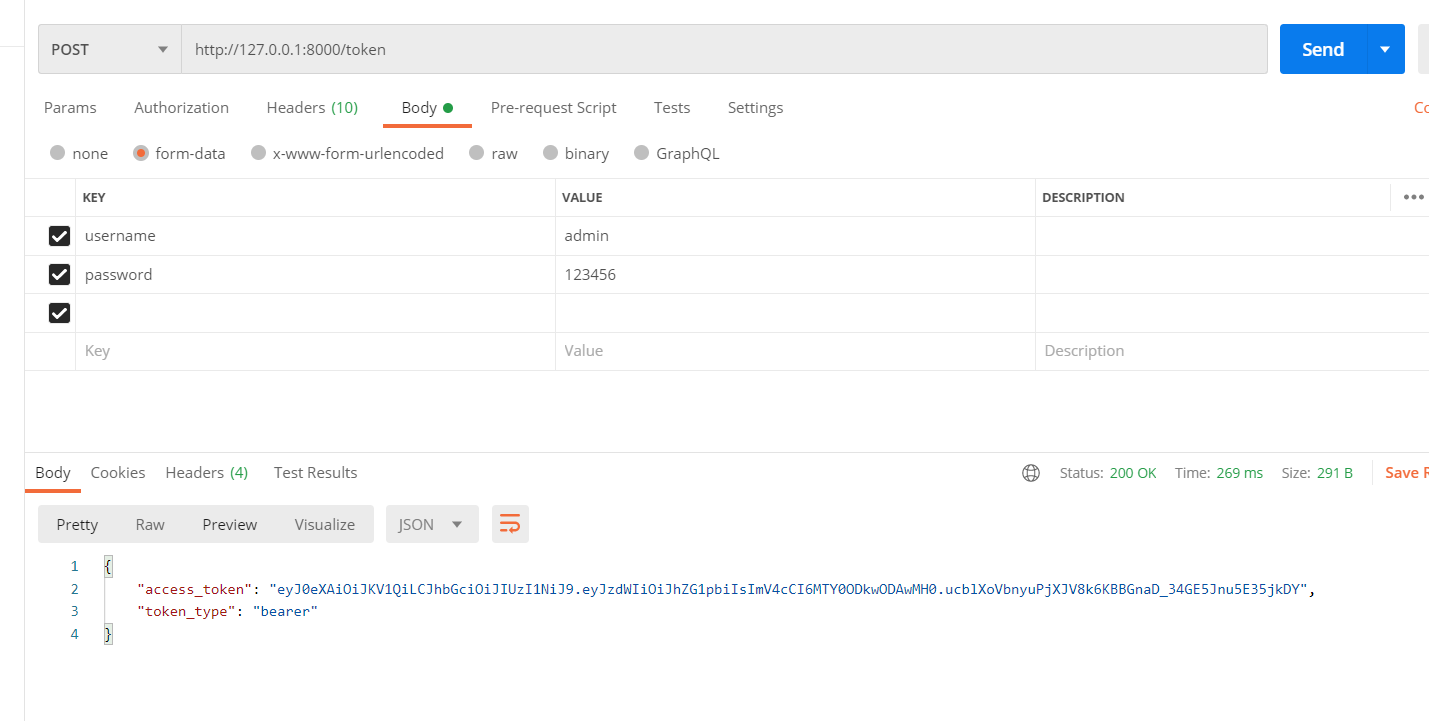 POST http://127.0.0.1:8000/token Send
Params Authorization Headers (10) Body Pre-request Script Tests Settings Co
none form-data x-www-form-urlencoded raw binary GraphQL
KEY VALUE DESCRIPTION
username admin
password 123456
Key Value Description
Body Cookies Headers (4) Test Results Status: 200 OK Time: 269 ms Size: 291 B Save R
Pretty Raw Preview Visualize JSON
1 {
2 "access_token": "eyJ0eXAiOiJKV1QiLCJhbGciOiJIUzI1NiJ9.eyJzdWIiOiJhZG1pbiIsImV4cCI6MTY0ODkwODAwMH0.ucblXoVbnyuPjXJV8k6KBBGnaD_34GE5Jnu5E35jkDY",
3 "token_type": "bearer"
4 }